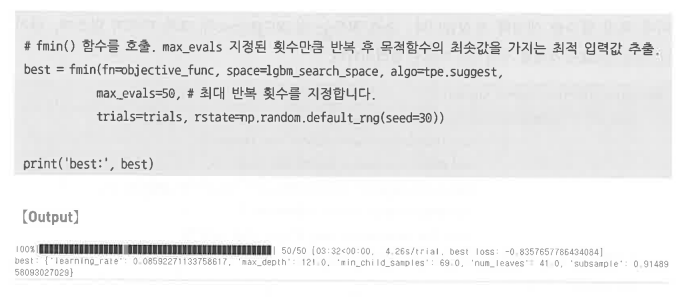 # fmin() 함수를 호출. max_evals 지정된 횟수만큼 반복 후 목적함수의 최솟값을 가지는 최적 입력값 추출.
best = fmin(fn=objective_func, space=lgbm_search_space, algo=tpe.suggest,
max_evals=50, # 최대 반복 횟수를 지정합니다.
trials=trials, rstate=np.random.default_rng(seed=30))
print('best:', best)
【Output】
100%| 50/50 [03:32<00:00, 4.26s/trial, best loss: -0.8357657786434084]
best: {'learning_rate': 0.08592271133758617, 'max_depth': 121.0, 'min_child_samples': 69.0, 'num_leaves': 41.0, 'subsample': 0.91489
58093027029}